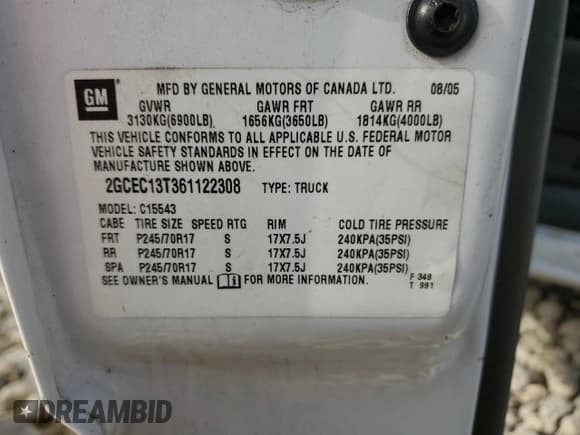 GM
MFD BY GENERAL MOTORS OF CANADA LTD. 08/05
GVWR GAWR FRT GAWR RR
3130KG(6900LB) 1656KG(3650LB) 1814KG(4000LB)
THIS VEHICLE CONFORMS TO ALL APPLICABLE U.S. FEDERAL MOTOR
VEHICLE SAFETY STANDARDS IN EFFECT ON THE DATE OF
MANUFACTURE SHOWN ABOVE.
2GCEC13T361122308 TYPE: TRUCK
MODEL: C15543
CABE TIRE SIZE SPEED RTG RIM COLD TIRE PRESSURE
FRT P245/70R17 S 17X7.5J 240KPA(35PSI)
RR P245/70R17 S 17X7.5J 240KPA(35PSI)
SPA P245/70R17 S 17X7.5J 240KPA(35PSI)
SEE OWNER'S MANUAL FOR MORE INFORMATION
F 348
T 991
DREAMBID